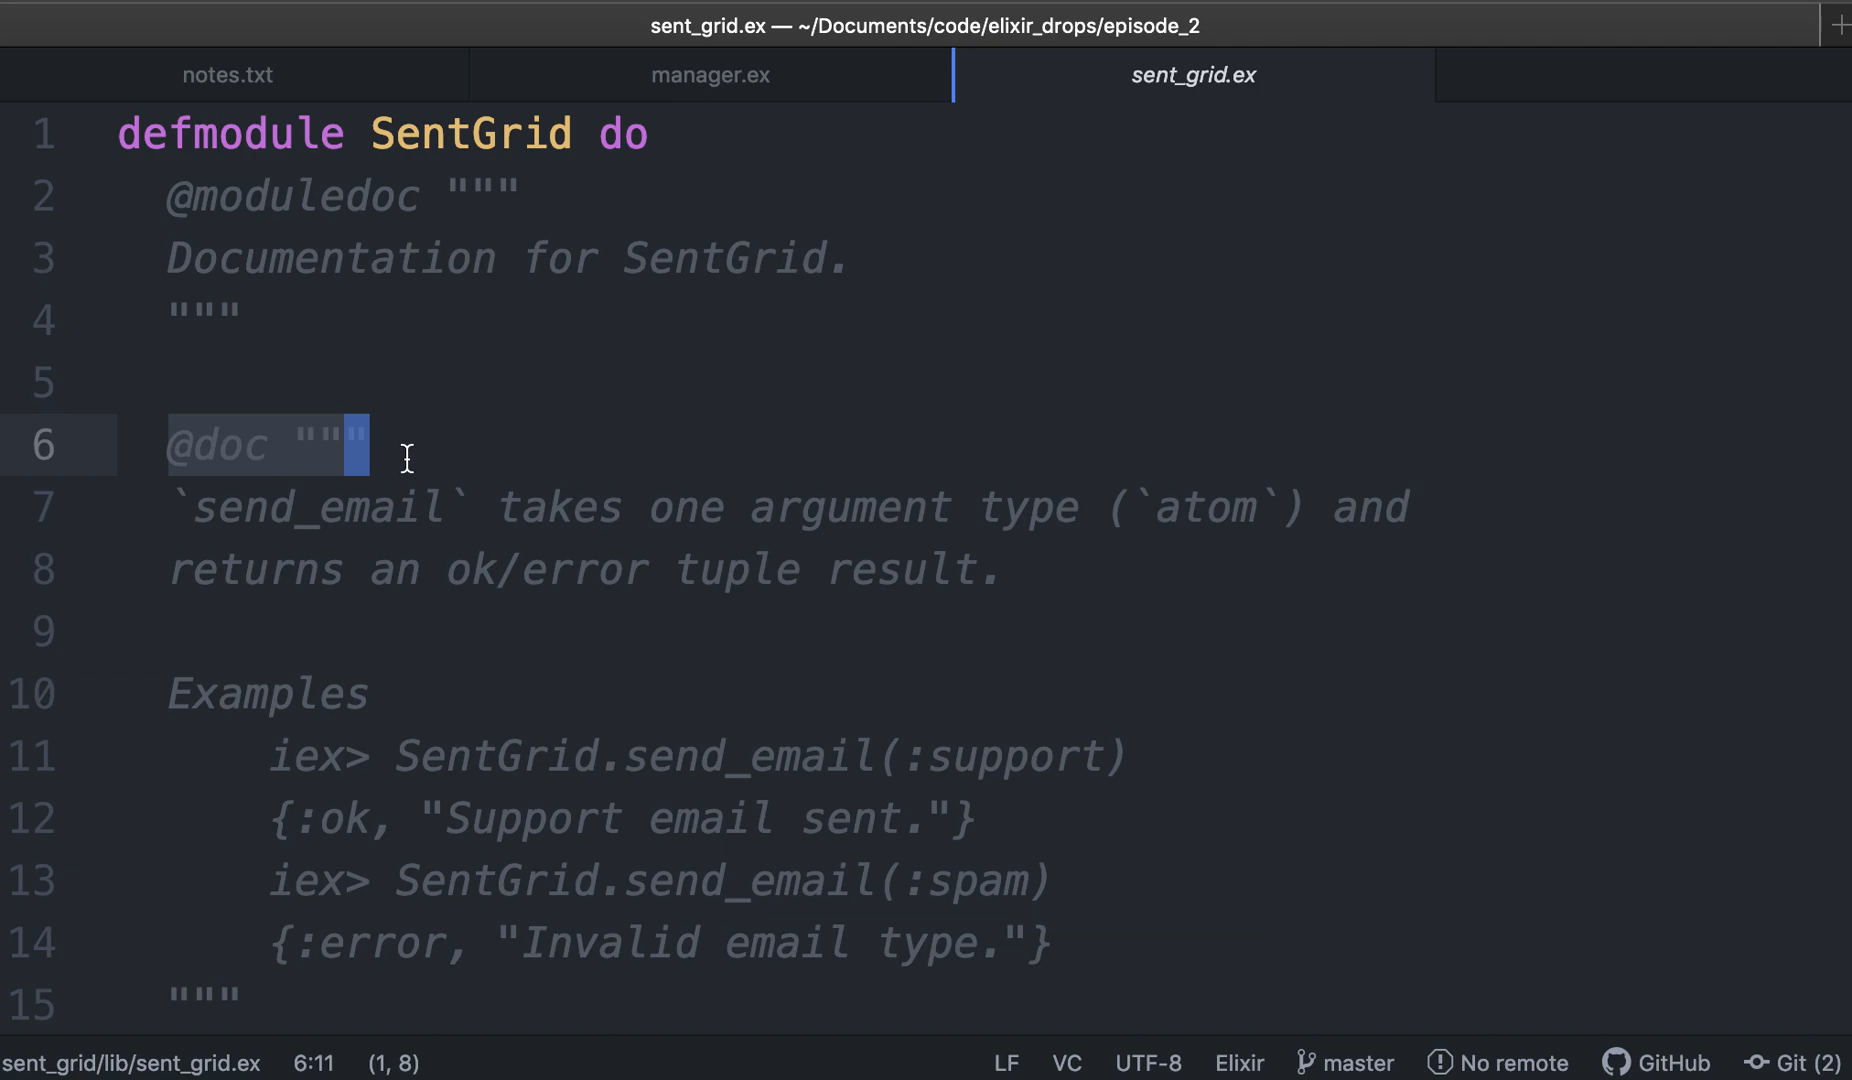 sent_grid.ex — ~/Documents/code/elixir_drops/episode_2
notes.txt manager.ex sent_grid.ex
1 defmodule SentGrid do
2 @moduledoc """
3 Documentation for SentGrid.
4 """
5
6 @doc """
7 `send_email` takes one argument type (`atom`) and
8 returns an ok/error tuple result.
9
10 Examples
11 iex> SentGrid.send_email(:support)
12 {:ok, "Support email sent."}
13 iex> SentGrid.send_email(:spam)
14 {:error, "Invalid email type."}
15 """
sent_grid/lib/sent_grid.ex 6:11 (1, 8) LF VC UTF-8 Elixir master No remote GitHub Git (2)